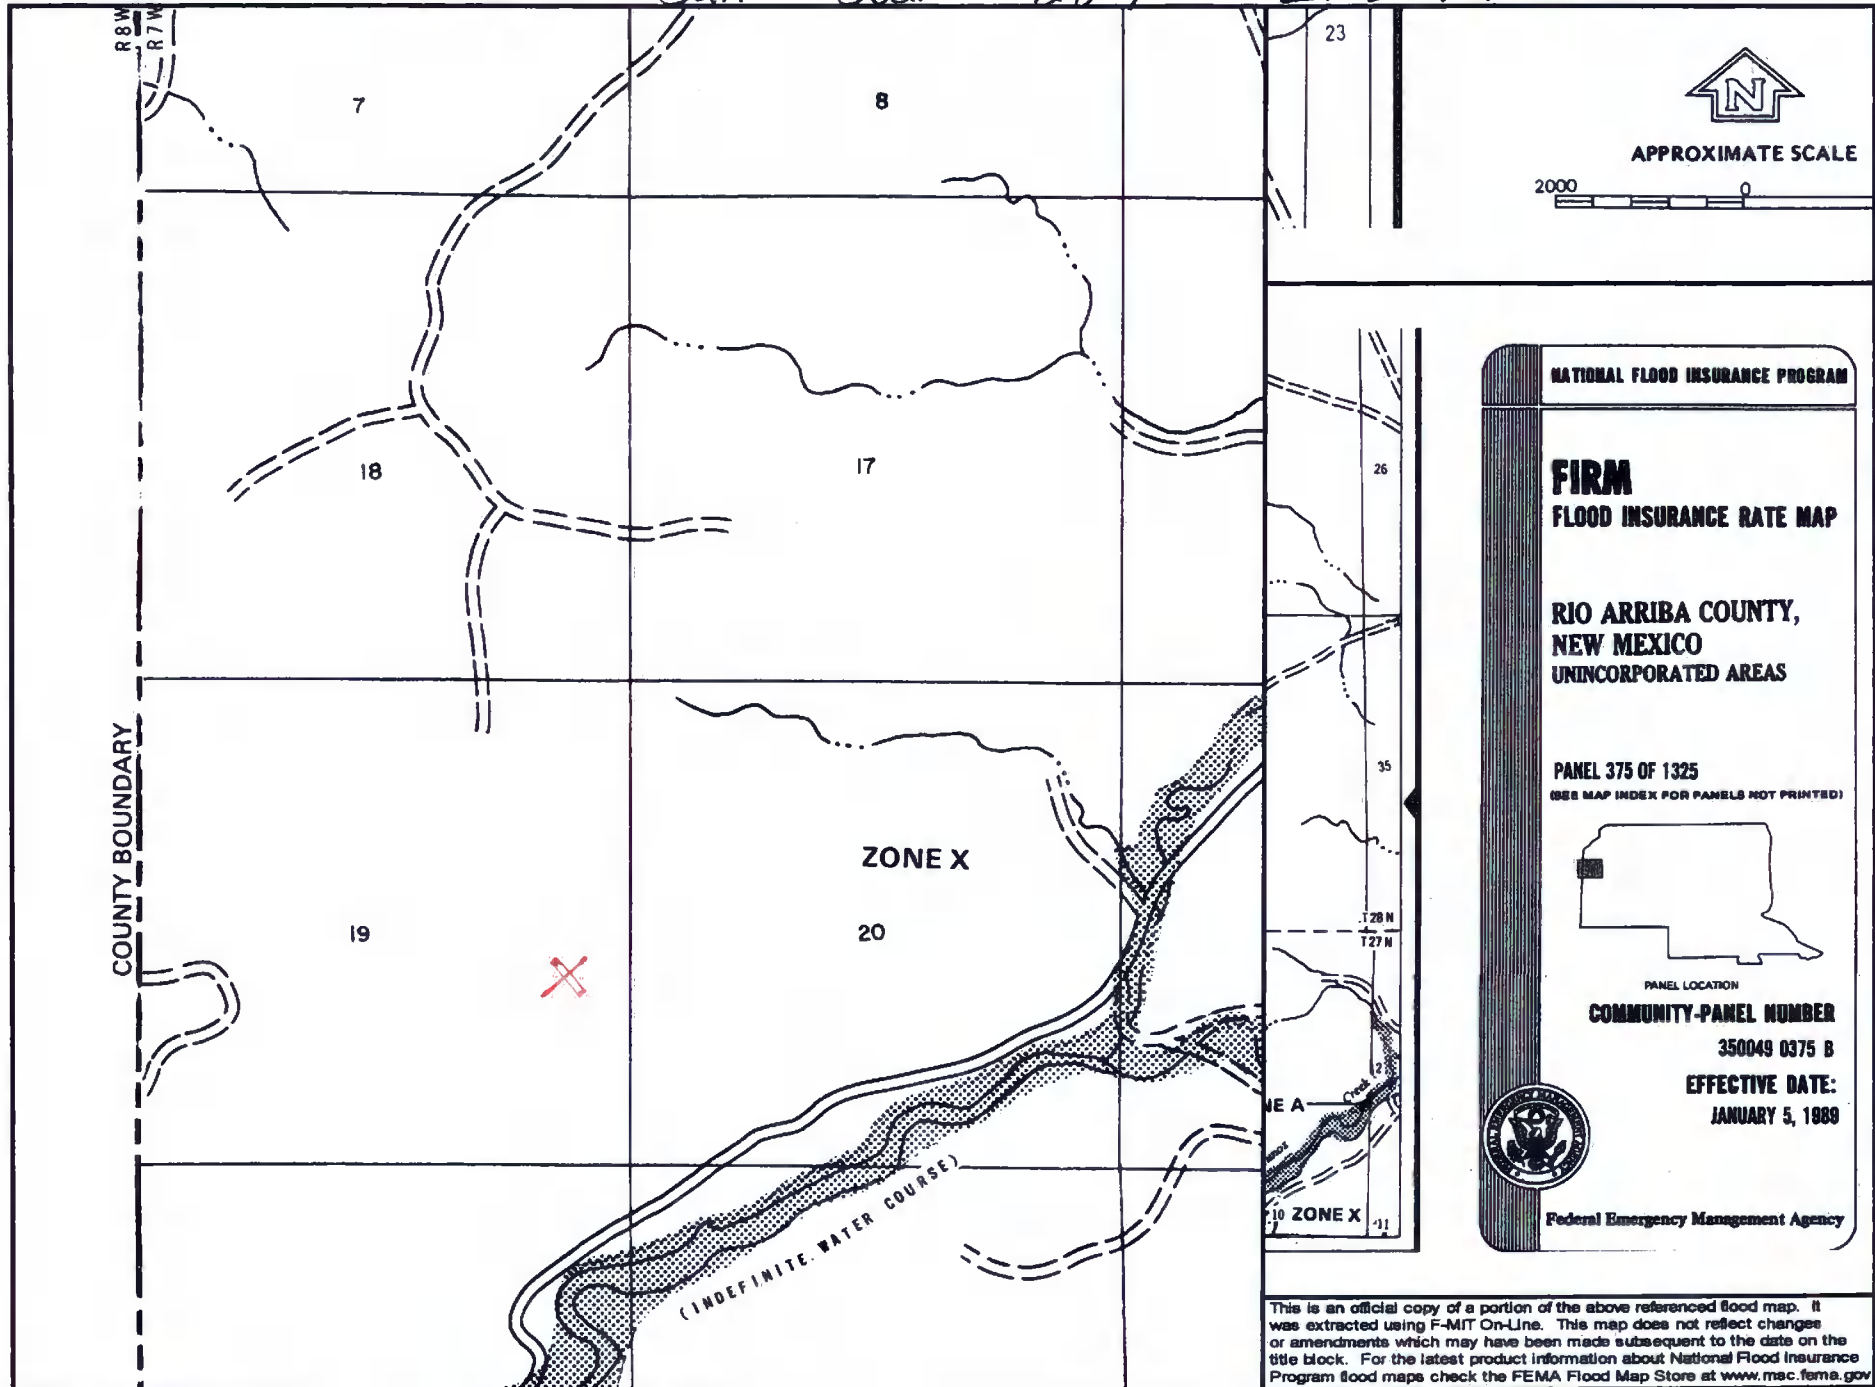 R8W
R7W
7
8
18
17
COUNTY BOUNDARY
ZONE X
19
20
(INDEFINITE WATER COURSE)
23
26
35
T28N
T27N
Creek
2
NE A
10 ZONE X 11
N
APPROXIMATE SCALE
2000 0
NATIONAL FLOOD INSURANCE PROGRAM
FIRM
FLOOD INSURANCE RATE MAP
RIO ARRIBA COUNTY,
NEW MEXICO
UNINCORPORATED AREAS
PANEL 375 OF 1325
(SEE MAP INDEX FOR PANELS NOT PRINTED)
PANEL LOCATION
COMMUNITY-PANEL NUMBER
350049 0375 B
EFFECTIVE DATE:
JANUARY 5, 1989
Federal Emergency Management Agency
This is an official copy of a portion of the above referenced flood map. It
was extracted using F-MIT On-Line. This map does not reflect changes
or amendments which may have been made subsequent to the date on the
title block. For the latest product information about National Flood Insurance
Program flood maps check the FEMA Flood Map Store at www.msc.fema.gov